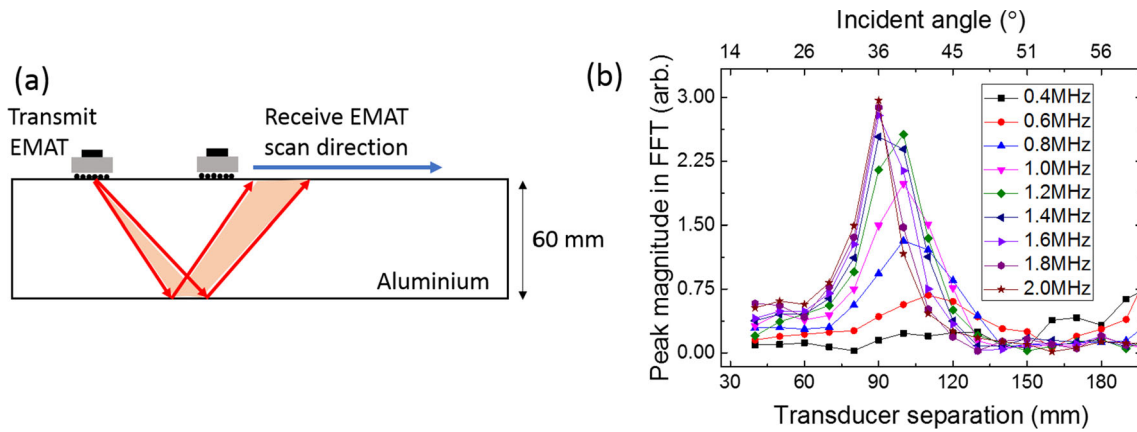 (a)
Transmit
EMAT
Receive EMAT
scan direction
60 mm
Aluminium
(b)
Incident angle (°)
14 26 36 45 51 56
Peak magnitude in FFT (arb.)
3.00
2.25
1.50
0.75
0.00
0.4MHz
0.6MHz
0.8MHz
1.0MHz
1.2MHz
1.4MHz
1.6MHz
1.8MHz
2.0MHz
30 60 90 120 150 180
Transducer separation (mm)